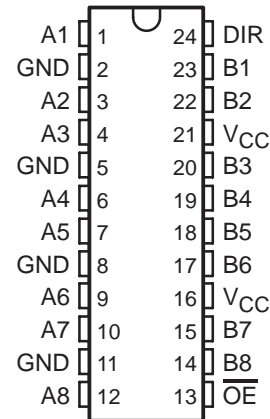 A1 1 24 DIR
GND 2 23 B1
A2 3 22 B2
A3 4 21 VCC
GND 5 20 B3
A4 6 19 B4
A5 7 18 B5
GND 8 17 B6
A6 9 16 VCC
A7 10 15 B7
GND 11 14 B8
A8 12 13 O̅E̅